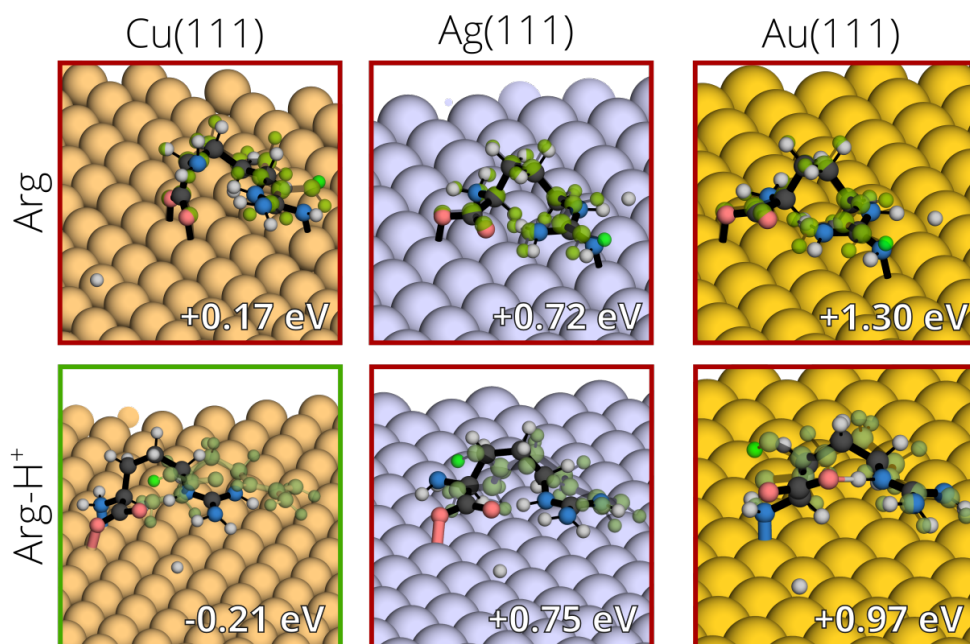 Cu(111) Ag(111) Au(111)
Arg
+0.17 eV +0.72 eV +1.30 eV
Arg-H⁺
-0.21 eV +0.75 eV +0.97 eV